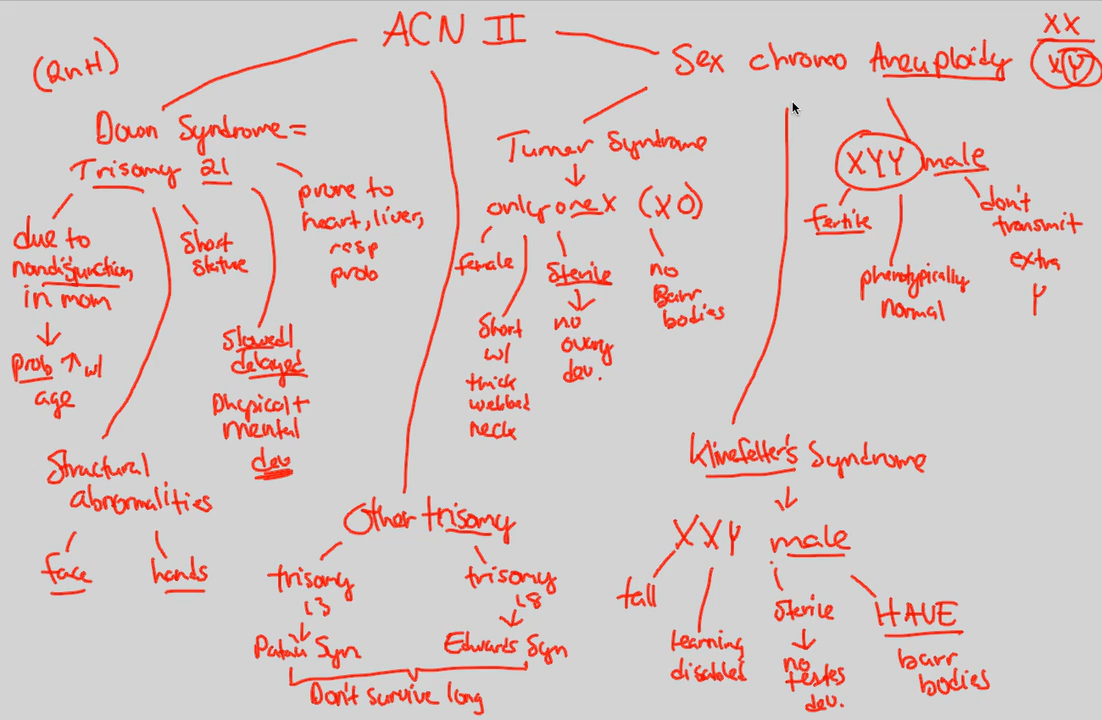 ACN II
(2n+1)
Down Syndrome =
Trisomy 21
due to
nondisjunction
in mom
↓
prob ↑ w/
age
Structural
abnormalities
face
hands
Short
stature
Slowed/
delayed
physical +
mental
dev
prone to
heart, liver,
resp
prob
Other trisomy
trisomy
13
↓
Patau Syn
trisomy
18
↓
Edwards Syn
Don't survive long
Sex chromo Aneuploidy
XX
XY
Turner Syndrome
↓
only one X (XO)
female
Short
w/
thick
webbed
neck
Sterile
↓
no
ovary
dev.
no
Barr
bodies
XYY male
fertile
phenotypically
normal
don't
transmit
extra
Y
Klinefelter's Syndrome
↓
XXY male
tall
learning
disabled
Sterile
↓
no
testes
dev.
HAVE
barr
bodies